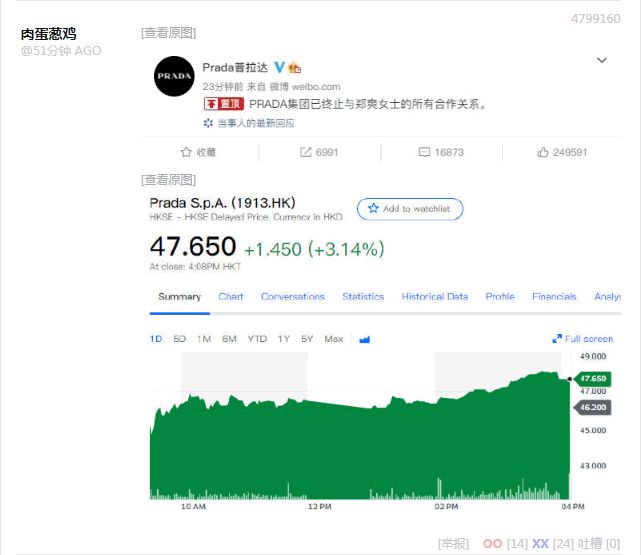 4799160
肉蛋葱鸡
@51分钟 AGO
[查看原图]
PRADA
Prada普拉达
23分钟前 来自 微博 weibo.com
置顶 PRADA集团已终止与郑爽女士的所有合作关系。
当事人的最新回应
收藏 6991 16873 249591
[查看原图]
Prada S.p.A. (1913.HK)
HKSE - HKSE Delayed Price. Currency in HKD
Add to watchlist
47.650 +1.450 (+3.14%)
At close: 4:08PM HKT
Summary Chart Conversations Statistics Historical Data Profile Financials Analys
1D 5D 1M 6M YTD 1Y 5Y Max Full screen
49.000
47.650
47.000
46.200
45.000
43.000
10 AM 12 PM 02 PM 04 PM
[举报] OO [14] XX [24] 吐槽 [0]